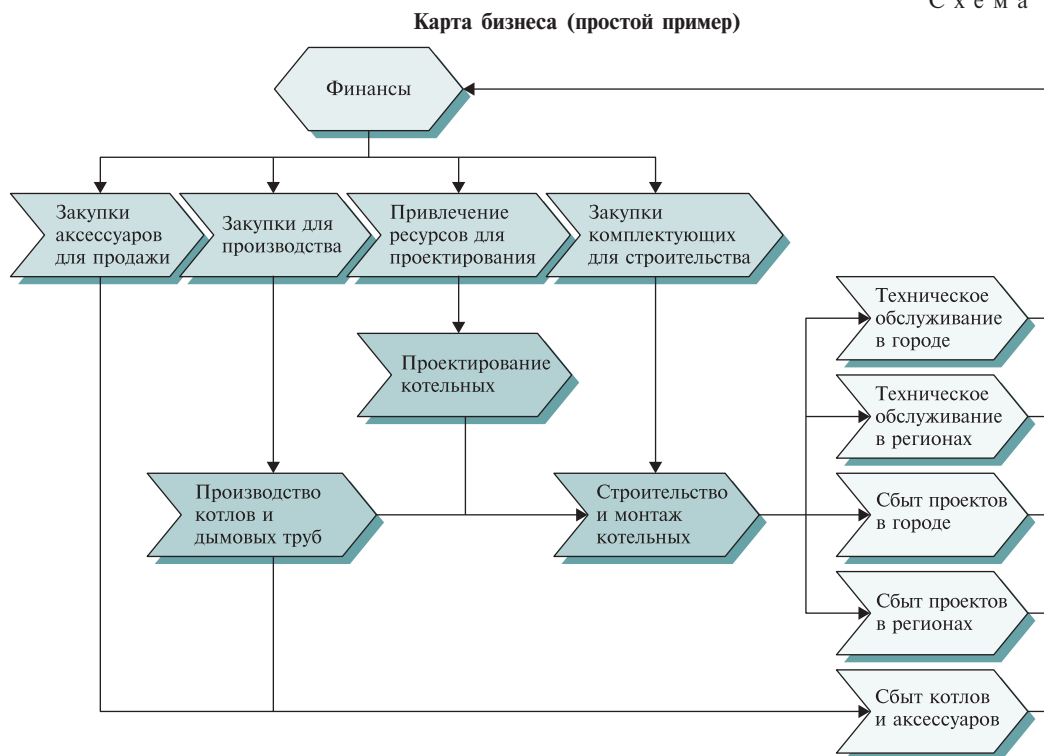 Схема
Карта бизнеса (простой пример)
Финансы
Закупки
аксессуаров
для продажи
Закупки для
производства
Привлечение
ресурсов для
проектирования
Закупки
комплектующих
для строительства
Проектирование
котельных
Производство
котлов и
дымовых труб
Строительство
и монтаж
котельных
Техническое
обслуживание
в городе
Техническое
обслуживание
в регионах
Сбыт проектов
в городе
Сбыт проектов
в регионах
Сбыт котлов
и аксессуаров